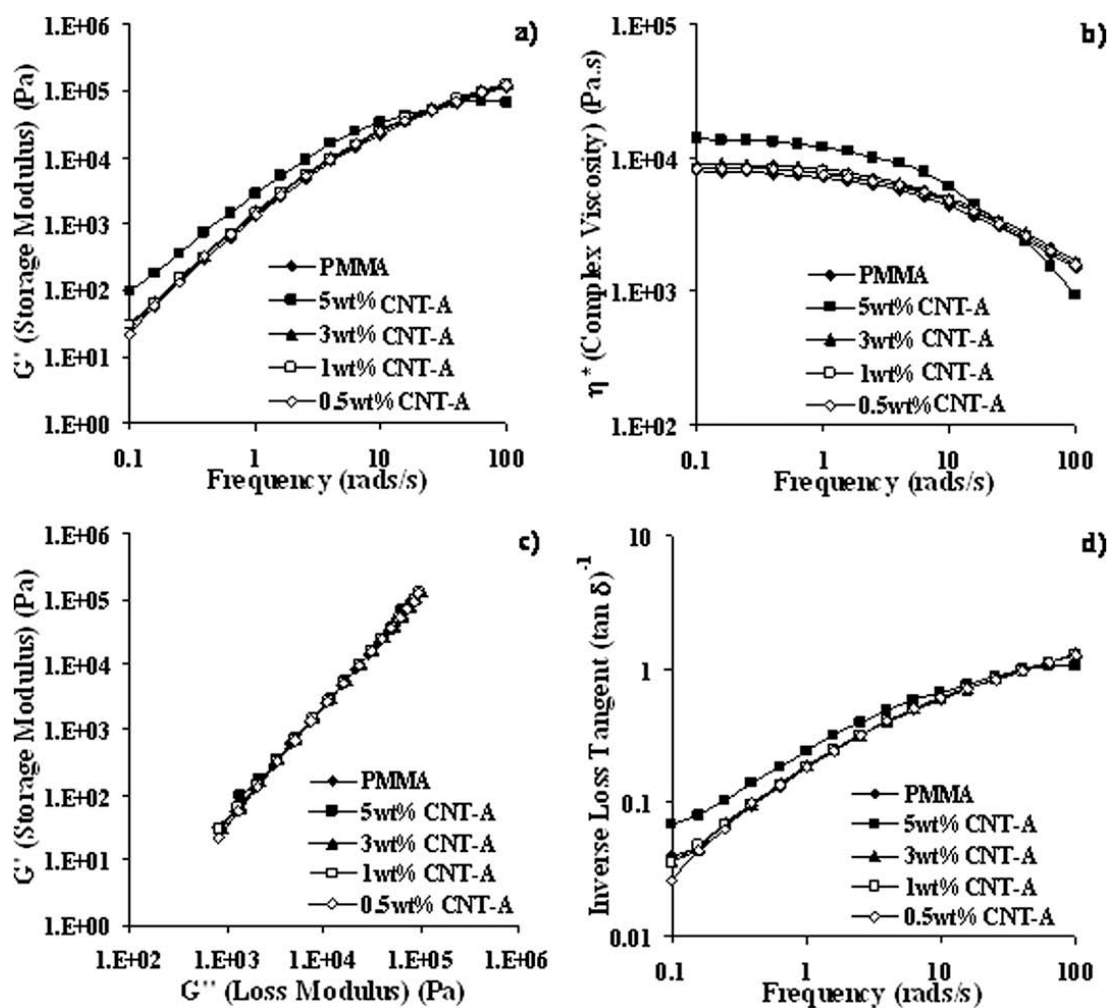 a)
G' (Storage Modulus) (Pa)
1.E+06
1.E+05
1.E+04
1.E+03
1.E+02
1.E+01
1.E+00
PMMA
5wt% CNT-A
3wt% CNT-A
1wt% CNT-A
0.5wt% CNT-A
0.1 1 10 100
Frequency (rads/s)
b)
η* (Complex Viscosity) (Pa.s)
1.E+05
1.E+04
1.E+03
1.E+02
PMMA
5wt% CNT-A
3wt% CNT-A
1wt% CNT-A
0.5wt% CNT-A
0.1 1 10 100
Frequency (rads/s)
c)
G' (Storage Modulus) (Pa)
1.E+06
1.E+05
1.E+04
1.E+03
1.E+02
1.E+01
1.E+00
PMMA
5wt% CNT-A
3wt% CNT-A
1wt% CNT-A
0.5wt% CNT-A
1.E+02 1.E+03 1.E+04 1.E+05 1.E+06
G'' (Loss Modulus) (Pa)
d)
Inverse Loss Tangent (tan δ)-1
10
1
0.1
0.01
PMMA
5wt% CNT-A
3wt% CNT-A
1wt% CNT-A
0.5wt% CNT-A
0.1 1 10 100
Frequency (rads/s)